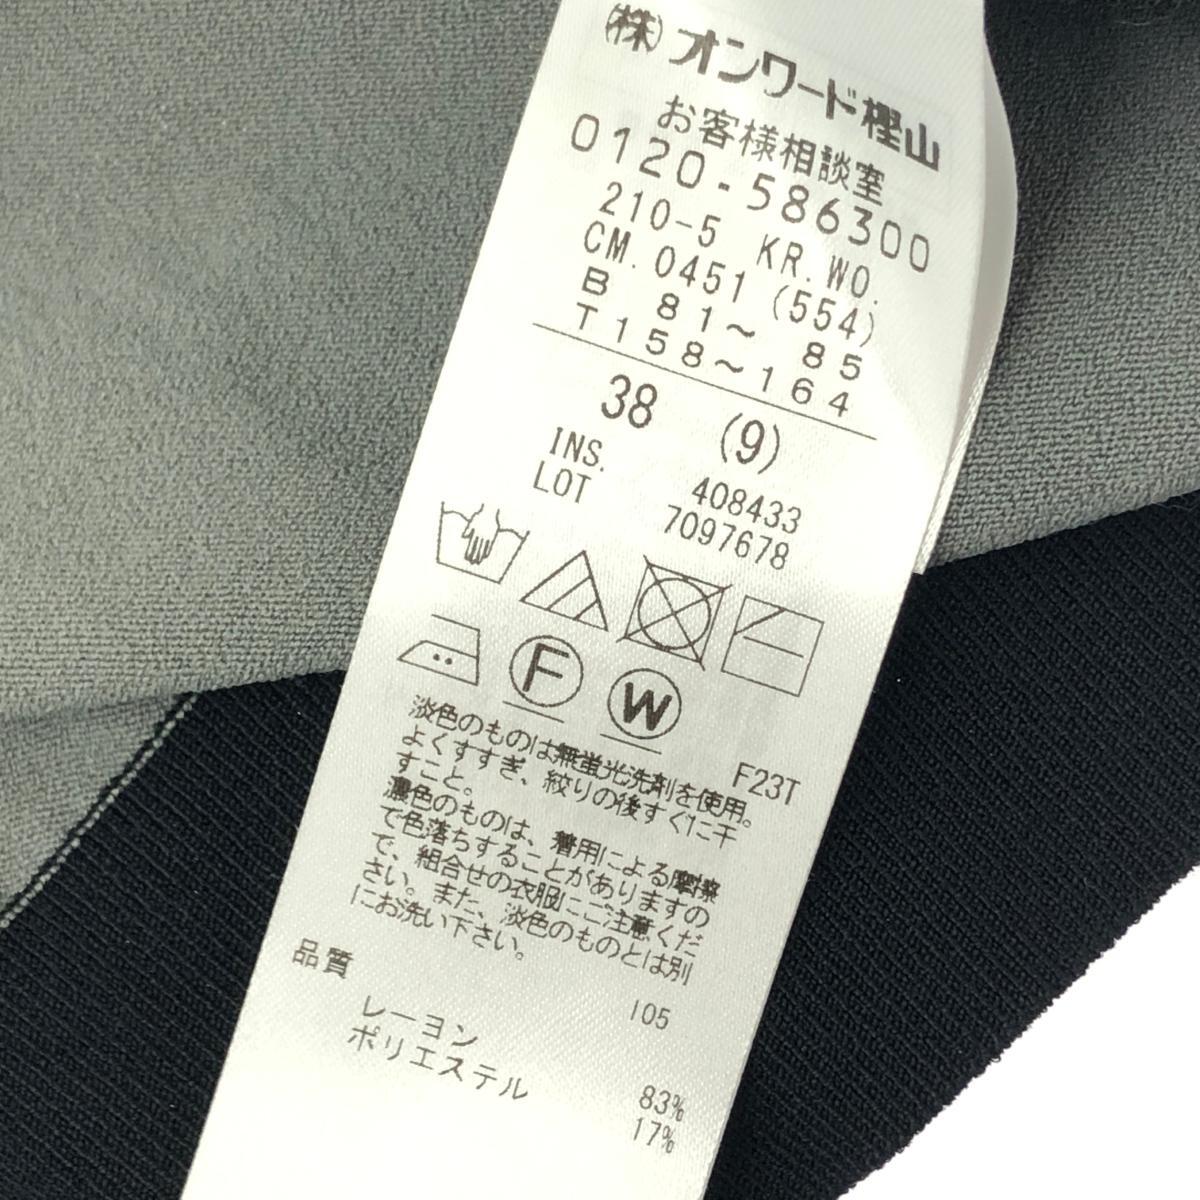 (株)オンワード樫山
お客様相談室
0120-586300
210-5 KR.WO.
CM.0451(554)
B 81～ 85
T158～164
38 (9)
INS. 408433
LOT 7097678
F W
F23T
淡色のものは無蛍光洗剤を使用。
よくすすぎ、絞りの後すぐに干
すこと。
濃色のものは、着用による摩擦
で色落ちすることがありますの
で、組合せの衣服にご注意くだ
さい。また、淡色のものとは別
にお洗い下さい。
105
品質
レーヨン 83%
ポリエステル 17%